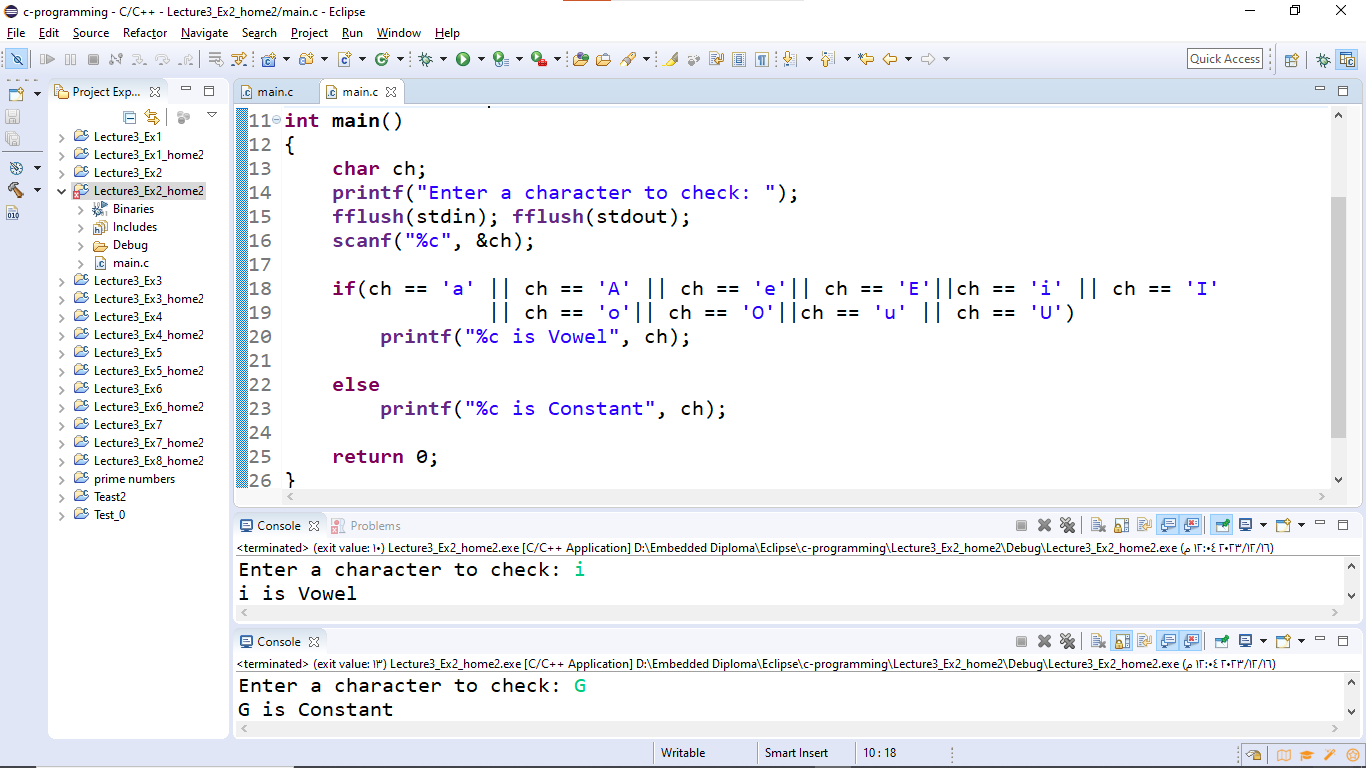 c-programming - C/C++ - Lecture3_Ex2_home2/main.c - Eclipse
File Edit Source Refactor Navigate Search Project Run Window Help
Quick Access
Project Exp...
Lecture3_Ex1
Lecture3_Ex1_home2
Lecture3_Ex2
Lecture3_Ex2_home2
Binaries
Includes
Debug
main.c
Lecture3_Ex3
Lecture3_Ex3_home2
Lecture3_Ex4
Lecture3_Ex4_home2
Lecture3_Ex5
Lecture3_Ex5_home2
Lecture3_Ex6
Lecture3_Ex6_home2
Lecture3_Ex7
Lecture3_Ex7_home2
Lecture3_Ex8_home2
prime numbers
Teast2
Test_0
main.c main.c
11 int main()
12 {
13     char ch;
14     printf("Enter a character to check: ");
15     fflush(stdin); fflush(stdout);
16     scanf("%c", &ch);
17
18     if(ch == 'a' || ch == 'A' || ch == 'e'|| ch == 'E'||ch == 'i' || ch == 'I'
19                  || ch == 'o'|| ch == 'O'||ch == 'u' || ch == 'U')
20         printf("%c is Vowel", ch);
21
22     else
23         printf("%c is Constant", ch);
24
25     return 0;
26 }
Console Problems
<terminated> (exit value: ١٠) Lecture3_Ex2_home2.exe [C/C++ Application] D:\Embedded Diploma\Eclipse\c-programming\Lecture3_Ex2_home2\Debug\Lecture3_Ex2_home2.exe (م ١٢:٠٤ ٢٠٢٣/١٢/١٦)
Enter a character to check: i
i is Vowel
Console
<terminated> (exit value: ١٣) Lecture3_Ex2_home2.exe [C/C++ Application] D:\Embedded Diploma\Eclipse\c-programming\Lecture3_Ex2_home2\Debug\Lecture3_Ex2_home2.exe (م ١٢:٠٤ ٢٠٢٣/١٢/١٦)
Enter a character to check: G
G is Constant
Writable Smart Insert 10 : 18